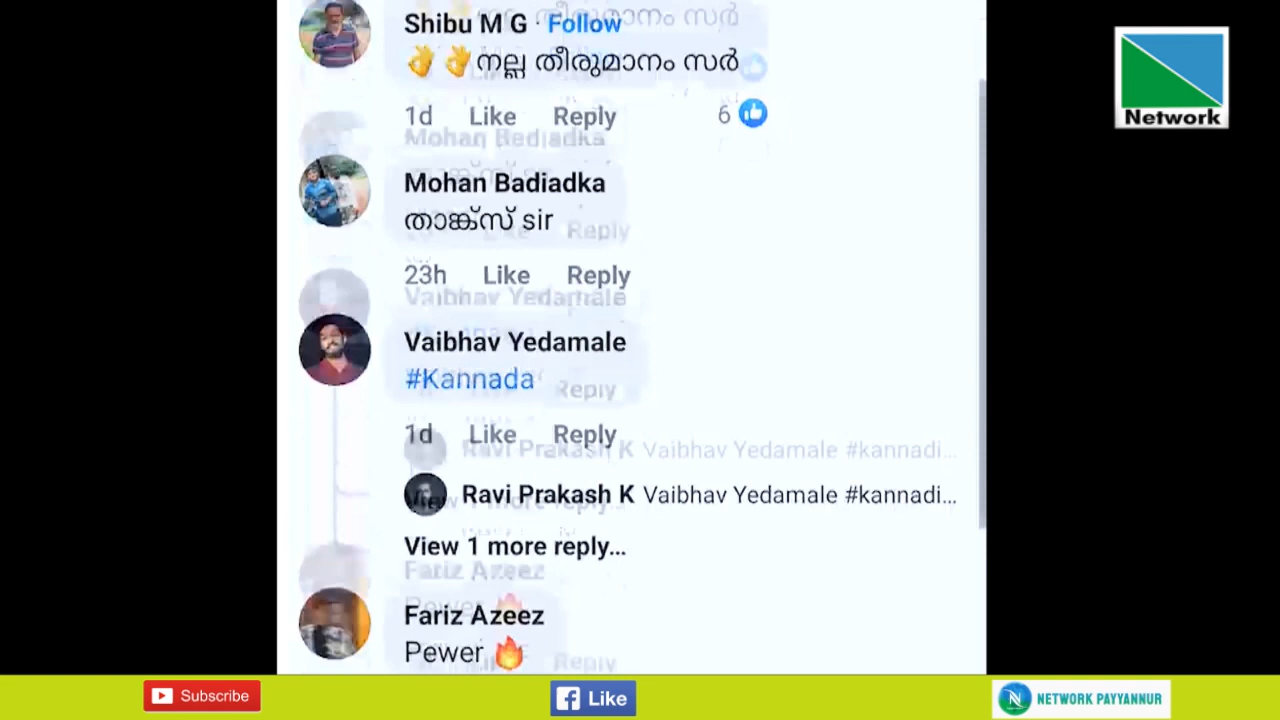 Shibu M G · Follow
👌👌നല്ല തീരുമാനം സർ
1d Like Reply 6
Mohan Badiadka
താങ്ക്സ് sir
23h Like Reply
Vaibhav Yedamale
#Kannada
1d Like Reply
Ravi Prakash K Vaibhav Yedamale #kannadi...
View 1 more reply...
Fariz Azeez
Pewer 🔥
Network
Subscribe
Like
NETWORK PAYYANNUR